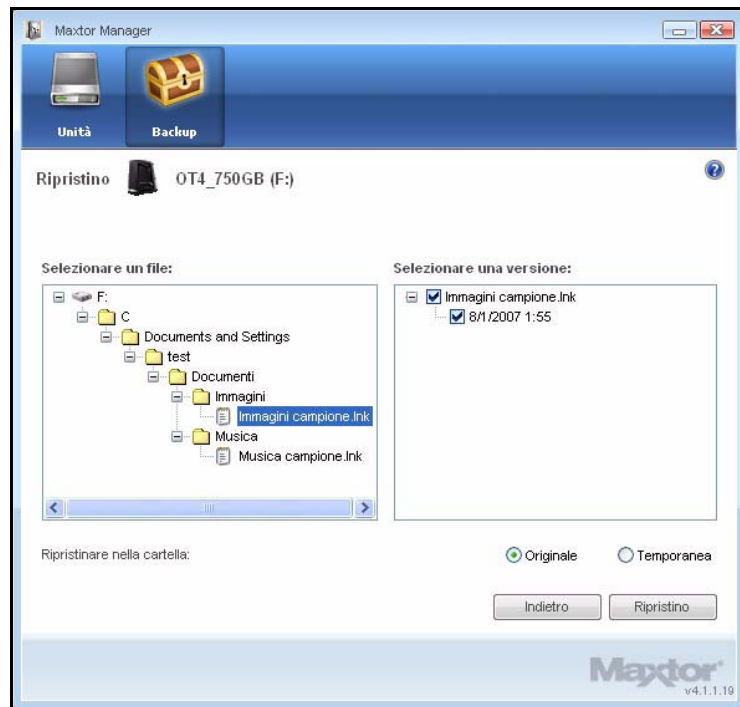 Maxtor Manager
Unità
Backup
Ripristino OT4_750GB (F:)
Selezionare un file:
Selezionare una versione:
F:
C
Documents and Settings
test
Documenti
Immagini
Immagini campione.lnk
Musica
Musica campione.lnk
Immagini campione.lnk
8/1/2007 1:55
Ripristinare nella cartella:
Originale
Temporanea
Indietro
Ripristino
Maxtor
v4.1.1.19